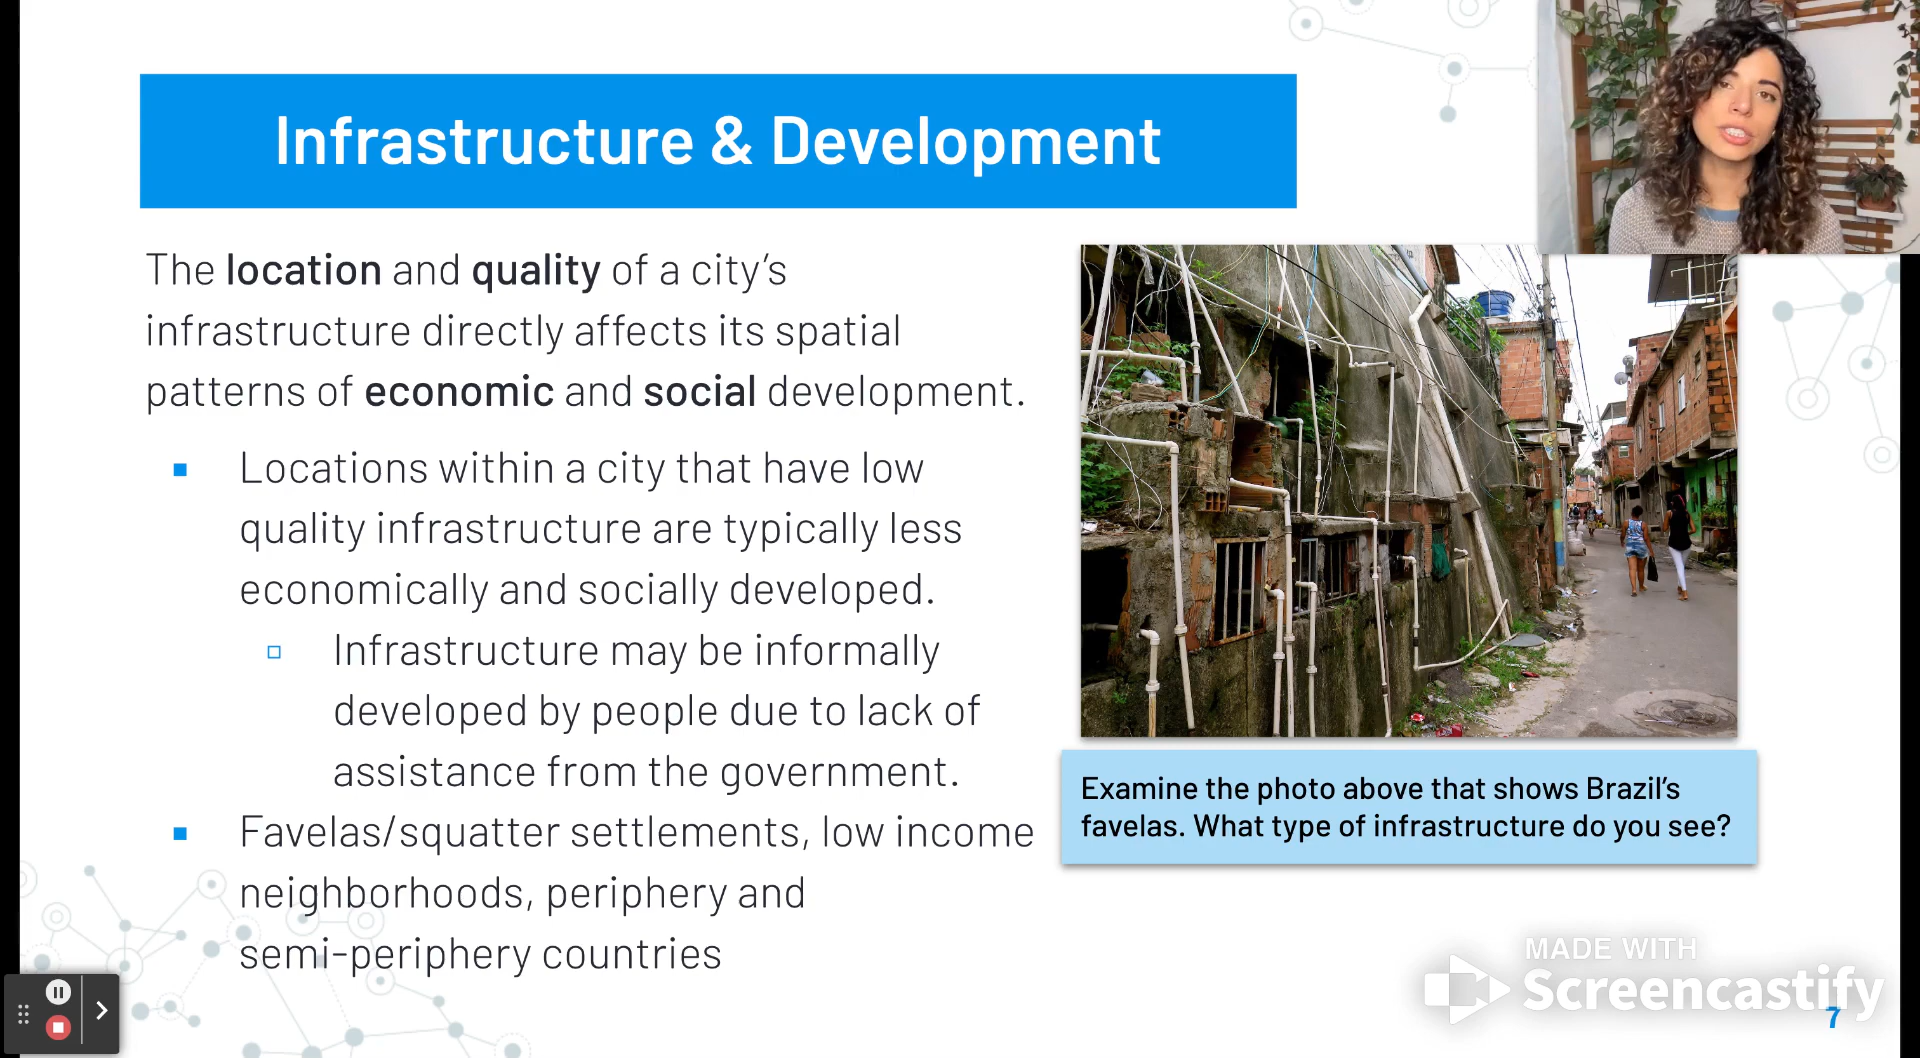 Infrastructure & Development
The location and quality of a city's
infrastructure directly affects its spatial
patterns of economic and social development.
Locations within a city that have low
quality infrastructure are typically less
economically and socially developed.
Infrastructure may be informally
developed by people due to lack of
assistance from the government.
Favelas/squatter settlements, low income
neighborhoods, periphery and
semi-periphery countries
Examine the photo above that shows Brazil's
favelas. What type of infrastructure do you see?
MADE WITH
Screencastify
7